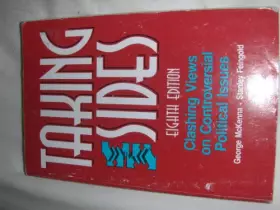 TAKING
SIDES
EIGHTH EDITION
Clashing Views
on Controversial
Political Issues
George McKenna • Stanley Feingold